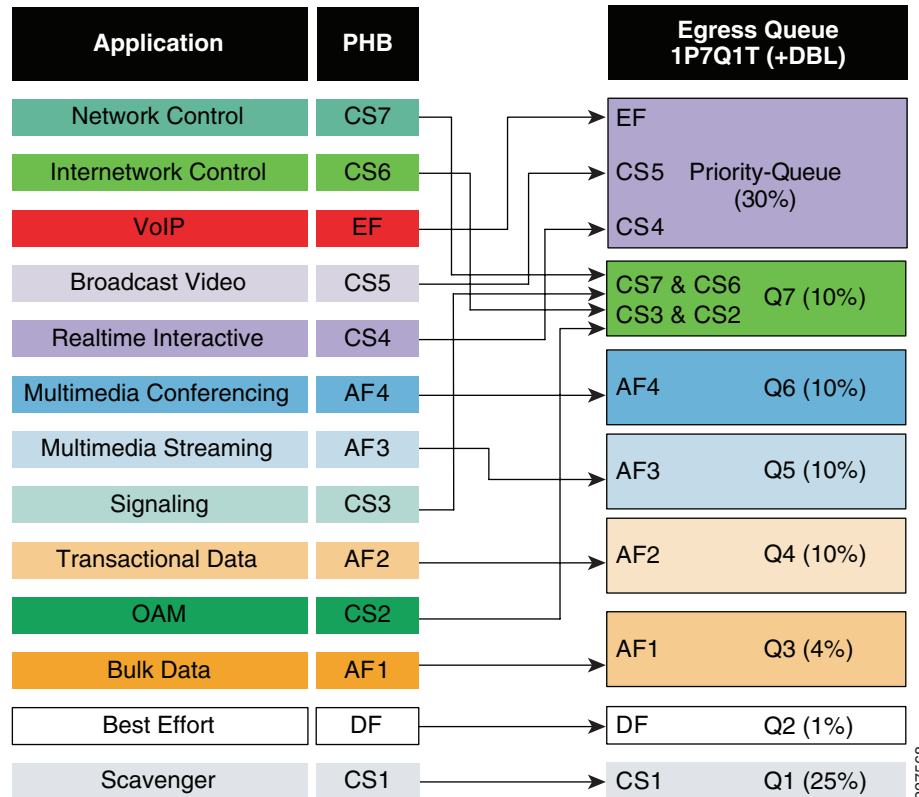 Application PHB Egress Queue
1P7Q1T (+DBL)
Network Control CS7
Internetwork Control CS6
VoIP EF
Broadcast Video CS5
Realtime Interactive CS4
Multimedia Conferencing AF4
Multimedia Streaming AF3
Signaling CS3
Transactional Data AF2
OAM CS2
Bulk Data AF1
Best Effort DF
Scavenger CS1
EF
CS5 Priority-Queue
(30%)
CS4
CS7 & CS6
CS3 & CS2
Q7 (10%)
AF4 Q6 (10%)
AF3 Q5 (10%)
AF2 Q4 (10%)
AF1 Q3 (4%)
DF Q2 (1%)
CS1 Q1 (25%)